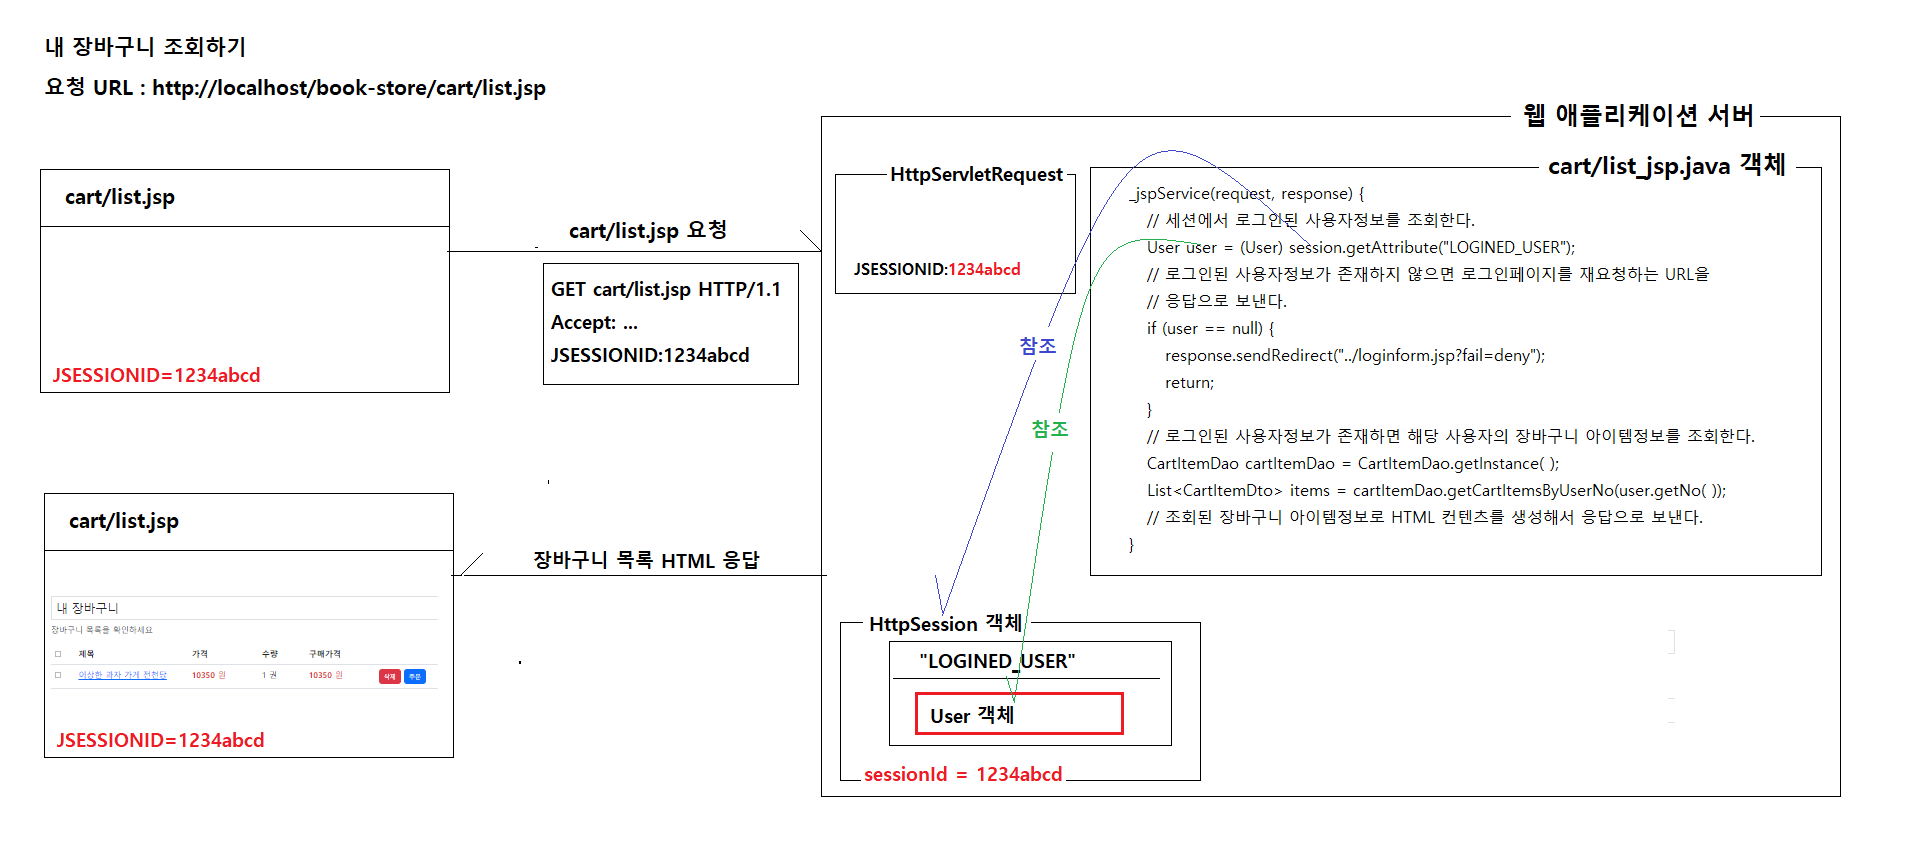 내 장바구니 조회하기
요청 URL : http://localhost/book-store/cart/list.jsp
cart/list.jsp
JSESSIONID=1234abcd
cart/list.jsp 요청
GET cart/list.jsp HTTP/1.1
Accept: ...
JSESSIONID:1234abcd
웹 애플리케이션 서버
HttpServletRequest
JSESSIONID:1234abcd
cart/list_jsp.java 객체
_jspService(request, response) {
// 세션에서 로그인된 사용자정보를 조회한다.
User user = (User) session.getAttribute("LOGINED_USER");
// 로그인된 사용자정보가 존재하지 않으면 로그인페이지를 재요청하는 URL을
// 응답으로 보낸다.
if (user == null) {
response.sendRedirect("../loginform.jsp?fail=deny");
return;
}
// 로그인된 사용자정보가 존재하면 해당 사용자의 장바구니 아이템정보를 조회한다.
CartItemDao cartItemDao = CartItemDao.getInstance( );
List<CartItemDto> items = cartItemDao.getCartItemsByUserNo(user.getNo( ));
// 조회된 장바구니 아이템정보로 HTML 컨텐츠를 생성해서 응답으로 보낸다.
}
참조
참조
cart/list.jsp
내 장바구니
장바구니 목록을 확인하세요
제목 가격 수량 구매가격
이상한 과자 가게 전천당 10350 원 1 권 10350 원 삭제 주문
JSESSIONID=1234abcd
장바구니 목록 HTML 응답
HttpSession 객체
"LOGINED_USER"
User 객체
sessionId = 1234abcd